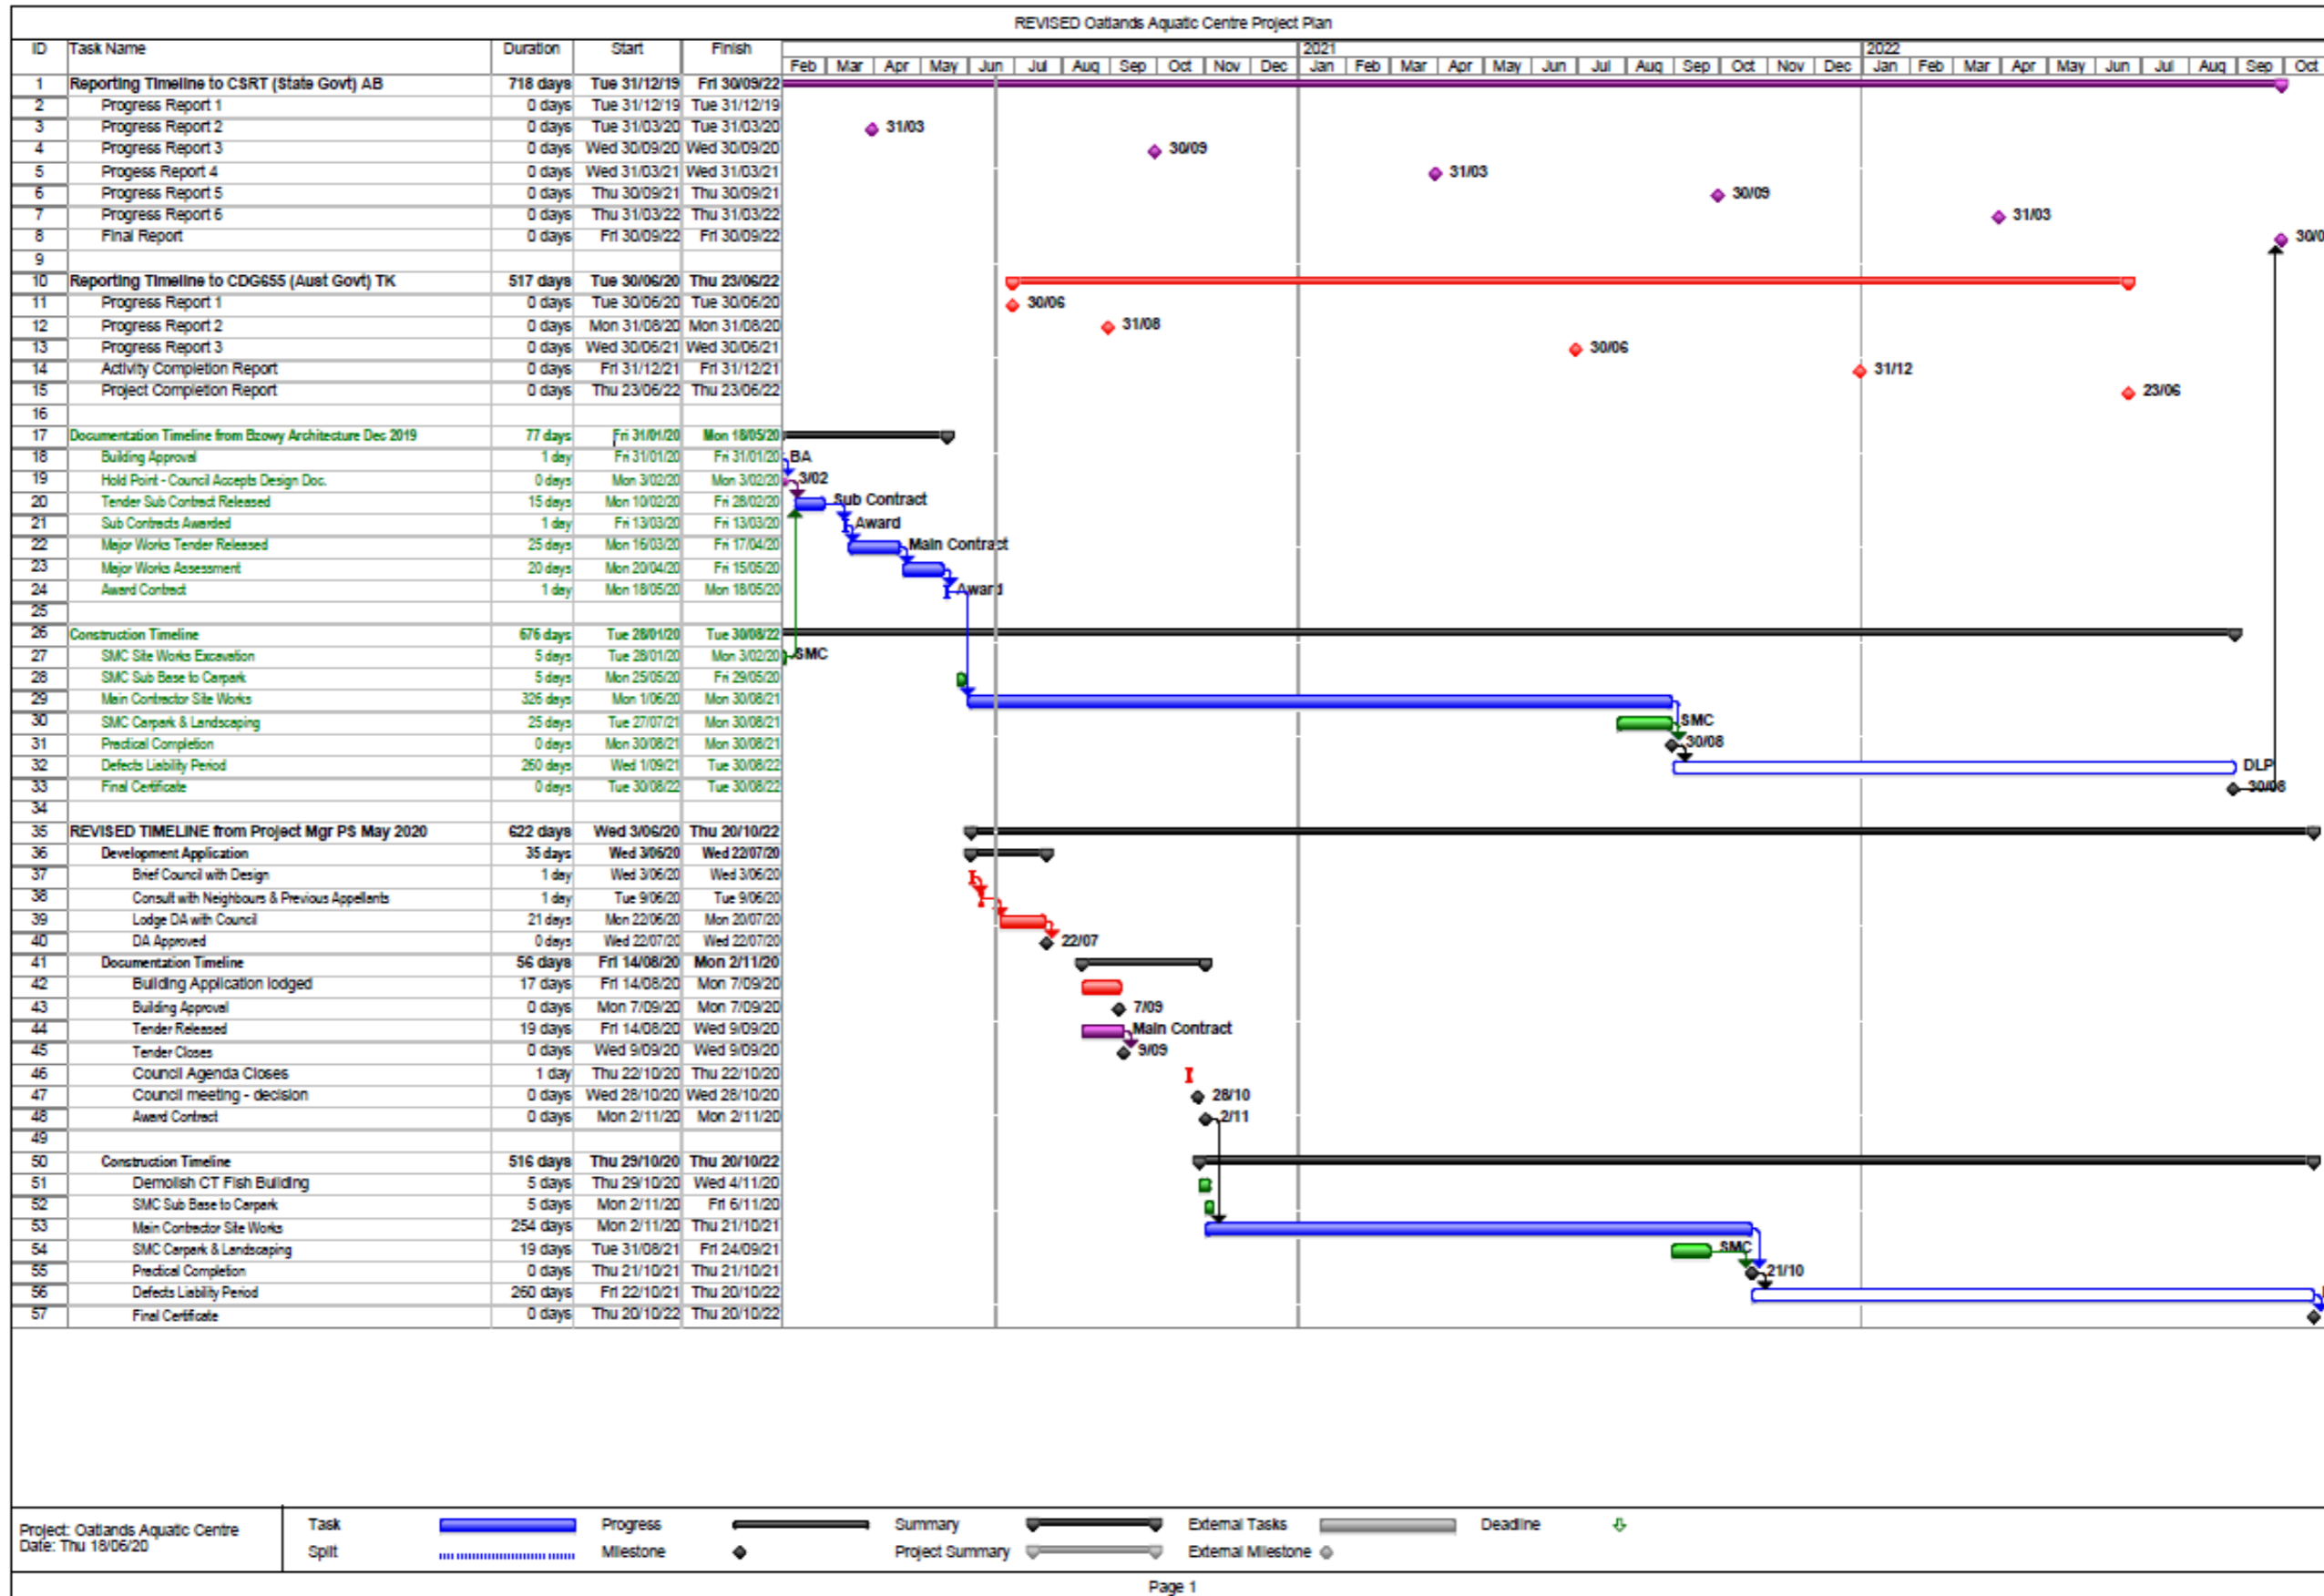 REVISED Oatlands Aquatic Centre Project Plan
ID Task Name Duration Start Finish 2021 2022
Feb Mar Apr May Jun Jul Aug Sep Oct Nov Dec Jan Feb Mar Apr May Jun Jul Aug Sep Oct Nov Dec Jan Feb Mar Apr May Jun Jul Aug Sep Oct
1 Reporting Timeline to CSRT (State Govt) AB 718 days Tue 31/12/19 Fri 30/09/22
2 Progress Report 1 0 days Tue 31/12/19 Tue 31/12/19
3 Progress Report 2 0 days Tue 31/03/20 Tue 31/03/20 31/03
4 Progress Report 3 0 days Wed 30/09/20 Wed 30/09/20 30/09
5 Progess Report 4 0 days Wed 31/03/21 Wed 31/03/21 31/03
6 Progress Report 5 0 days Thu 30/09/21 Thu 30/09/21 30/09
7 Progress Report 6 0 days Thu 31/03/22 Thu 31/03/22 31/03
8 Final Report 0 days Fri 30/09/22 Fri 30/09/22 30/0
9
10 Reporting Timeline to CDG655 (Aust Govt) TK 517 days Tue 30/06/20 Thu 23/06/22
11 Progress Report 1 0 days Tue 30/06/20 Tue 30/06/20 30/06
12 Progress Report 2 0 days Mon 31/08/20 Mon 31/08/20 31/08
13 Progress Report 3 0 days Wed 30/06/21 Wed 30/06/21 30/06
14 Activity Completion Report 0 days Fri 31/12/21 Fri 31/12/21 31/12
15 Project Completion Report 0 days Thu 23/06/22 Thu 23/06/22 23/06
16
17 Documentation Timeline from Bzowy Architecture Dec 2019 77 days Fri 31/01/20 Mon 18/05/20
18 Building Approval 1 day Fri 31/01/20 Fri 31/01/20 BA
19 Hold Point - Council Accepts Design Doc. 0 days Mon 3/02/20 Mon 3/02/20 3/02
20 Tender Sub Contract Released 15 days Mon 10/02/20 Fri 28/02/20 Sub Contract
21 Sub Contracts Awarded 1 day Fri 13/03/20 Fri 13/03/20 Award
22 Major Works Tender Released 25 days Mon 16/03/20 Fri 17/04/20 Main Contract
23 Major Works Assessment 20 days Mon 20/04/20 Fri 15/05/20
24 Award Contract 1 day Mon 18/05/20 Mon 18/05/20 Award
25
26 Construction Timeline 676 days Tue 28/01/20 Tue 30/08/22
27 SMC Site Works Excavation 5 days Tue 28/01/20 Mon 3/02/20 SMC
28 SMC Sub Base to Carpark 5 days Mon 25/05/20 Fri 29/05/20
29 Main Contractor Site Works 326 days Mon 1/06/20 Mon 30/08/21
30 SMC Carpark & Landscaping 25 days Tue 27/07/21 Mon 30/08/21 SMC
31 Practical Completion 0 days Mon 30/08/21 Mon 30/08/21 30/08
32 Defects Liability Period 260 days Wed 1/09/21 Tue 30/08/22 DLP
33 Final Certificate 0 days Tue 30/08/22 Tue 30/08/22 30/08
34
35 REVISED TIMELINE from Project Mgr PS May 2020 622 days Wed 3/06/20 Thu 20/10/22
36 Development Application 35 days Wed 3/06/20 Wed 22/07/20
37 Brief Council with Design 1 day Wed 3/06/20 Wed 3/06/20
38 Consult with Neighbours & Previous Appellants 1 day Tue 9/06/20 Tue 9/06/20
39 Lodge DA with Council 21 days Mon 22/06/20 Mon 20/07/20
40 DA Approved 0 days Wed 22/07/20 Wed 22/07/20 22/07
41 Documentation Timeline 56 days Fri 14/08/20 Mon 2/11/20
42 Building Application lodged 17 days Fri 14/08/20 Mon 7/09/20
43 Building Approval 0 days Mon 7/09/20 Mon 7/09/20 7/09
44 Tender Released 19 days Fri 14/08/20 Wed 9/09/20 Main Contract
45 Tender Closes 0 days Wed 9/09/20 Wed 9/09/20 9/09
46 Council Agenda Closes 1 day Thu 22/10/20 Thu 22/10/20
47 Council meeting - decision 0 days Wed 28/10/20 Wed 28/10/20 28/10
48 Award Contract 0 days Mon 2/11/20 Mon 2/11/20 2/11
49
50 Construction Timeline 516 days Thu 29/10/20 Thu 20/10/22
51 Demolish CT Fish Building 5 days Thu 29/10/20 Wed 4/11/20
52 SMC Sub Base to Carpark 5 days Mon 2/11/20 Fri 6/11/20
53 Main Contractor Site Works 254 days Mon 2/11/20 Thu 21/10/21
54 SMC Carpark & Landscaping 19 days Tue 31/08/21 Fri 24/09/21 SMC
55 Practical Completion 0 days Thu 21/10/21 Thu 21/10/21 21/10
56 Defects Liability Period 260 days Fri 22/10/21 Thu 20/10/22
57 Final Certificate 0 days Thu 20/10/22 Thu 20/10/22
Project: Oatlands Aquatic Centre
Date: Thu 18/06/20
Task Progress Summary External Tasks Deadline
Split Milestone Project Summary External Milestone
Page 1